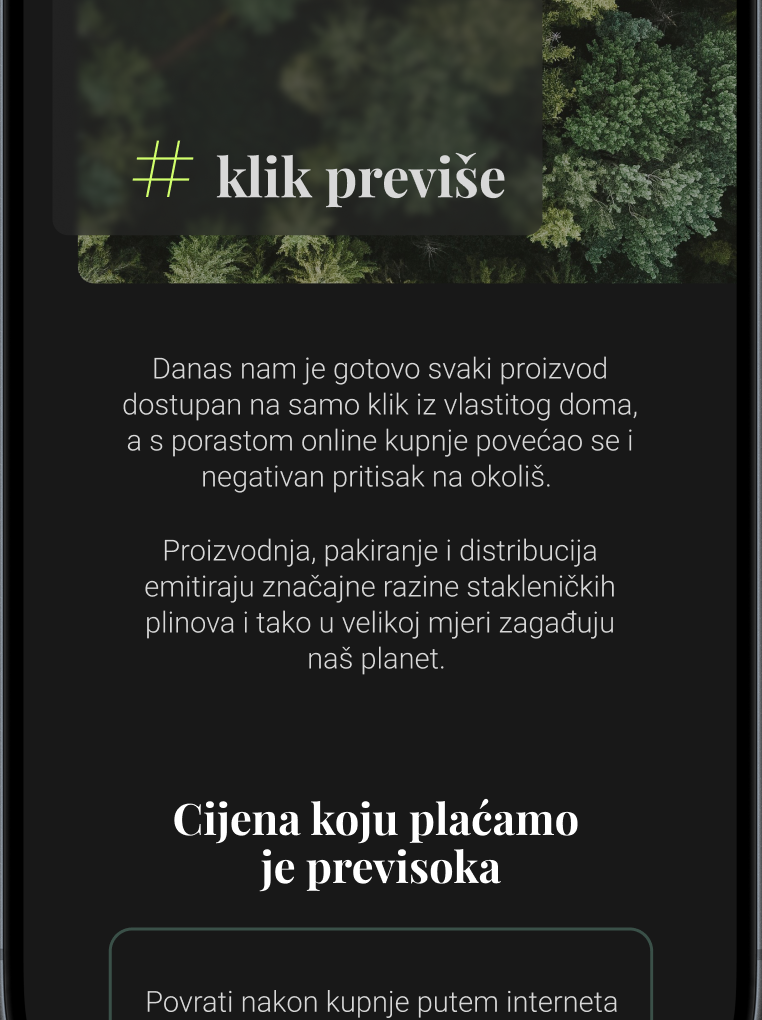 # klik previše
Danas nam je gotovo svaki proizvod
dostupan na samo klik iz vlastitog doma,
a s porastom online kupnje povećao se i
negativan pritisak na okoliš.
Proizvodnja, pakiranje i distribucija
emitiraju značajne razine stakleničkih
plinova i tako u velikoj mjeri zagađuju
naš planet.
Cijena koju plaćamo
je previsoka
Povrati nakon kupnje putem interneta